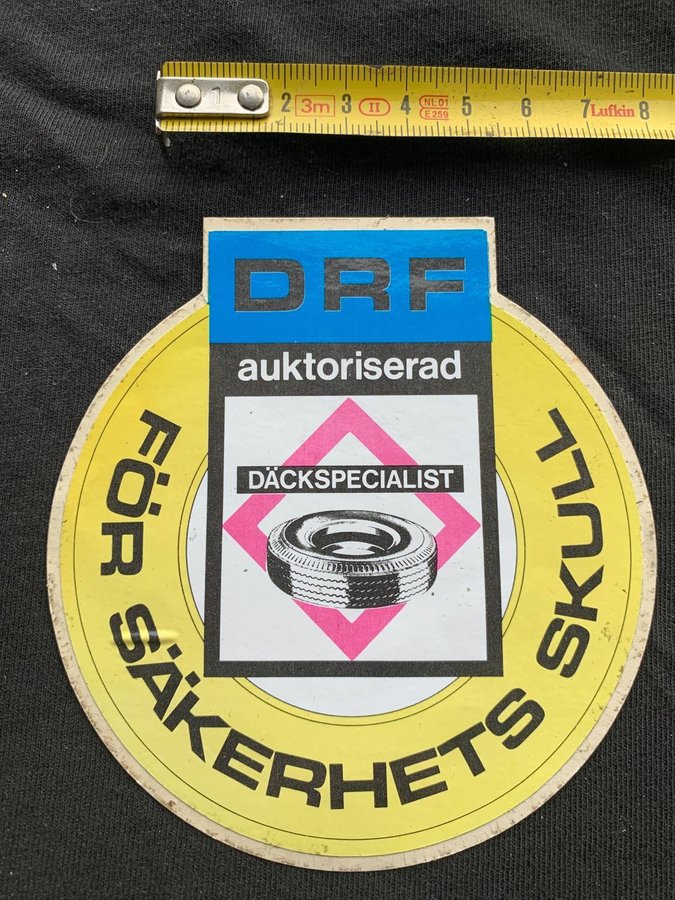 1 2 3m 3 II 4 NL 01 5 6 7 Lufkin 8
E259
DRF
auktoriserad
DÄCKSPECIALIST
FÖR SÄKERHETS SKULL